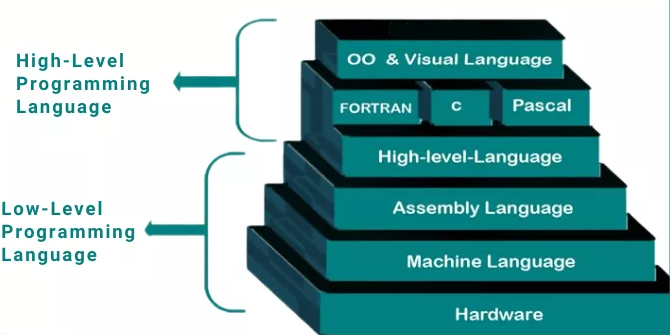 High-Level
Programming
Language
OO & Visual Language
FORTRAN c Pascal
High-level-Language
Low-Level
Programming
Language
Assembly Language
Machine Language
Hardware